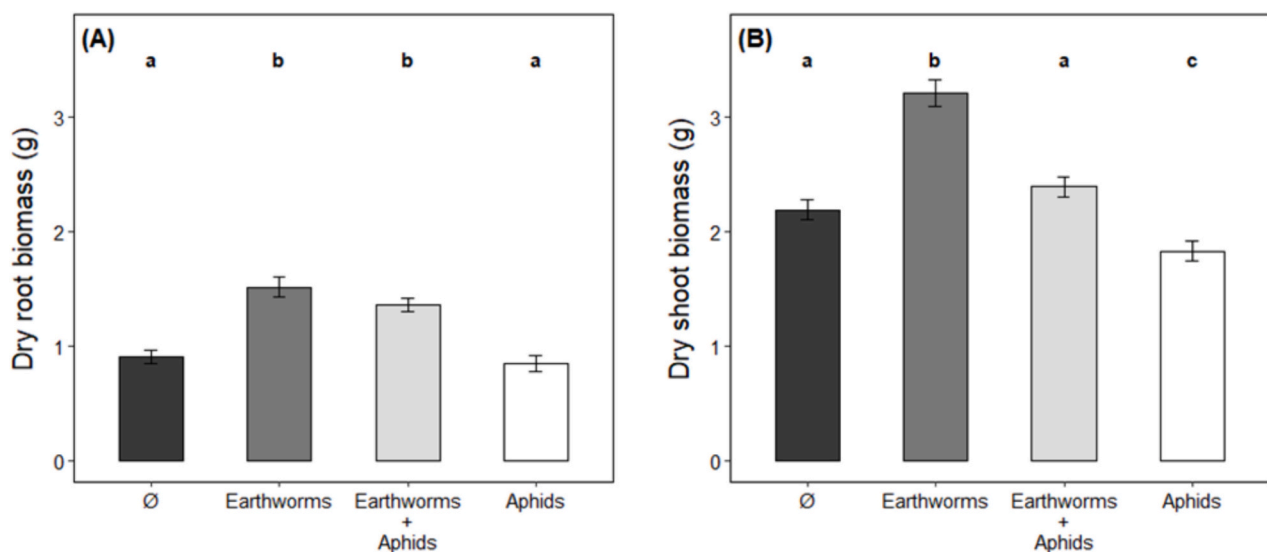 (A)
a b b a
Dry root biomass (g)
3
2
1
0
Ø Earthworms Earthworms + Aphids Aphids
(B)
a b a c
Dry shoot biomass (g)
3
2
1
0
Ø Earthworms Earthworms + Aphids Aphids